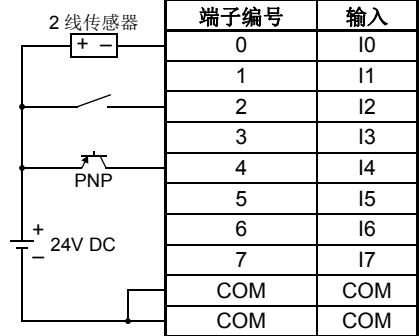 2 线传感器
+ −
PNP
+
24V DC
−
端子编号 输入
0 I0
1 I1
2 I2
3 I3
4 I4
5 I5
6 I6
7 I7
COM COM
COM COM